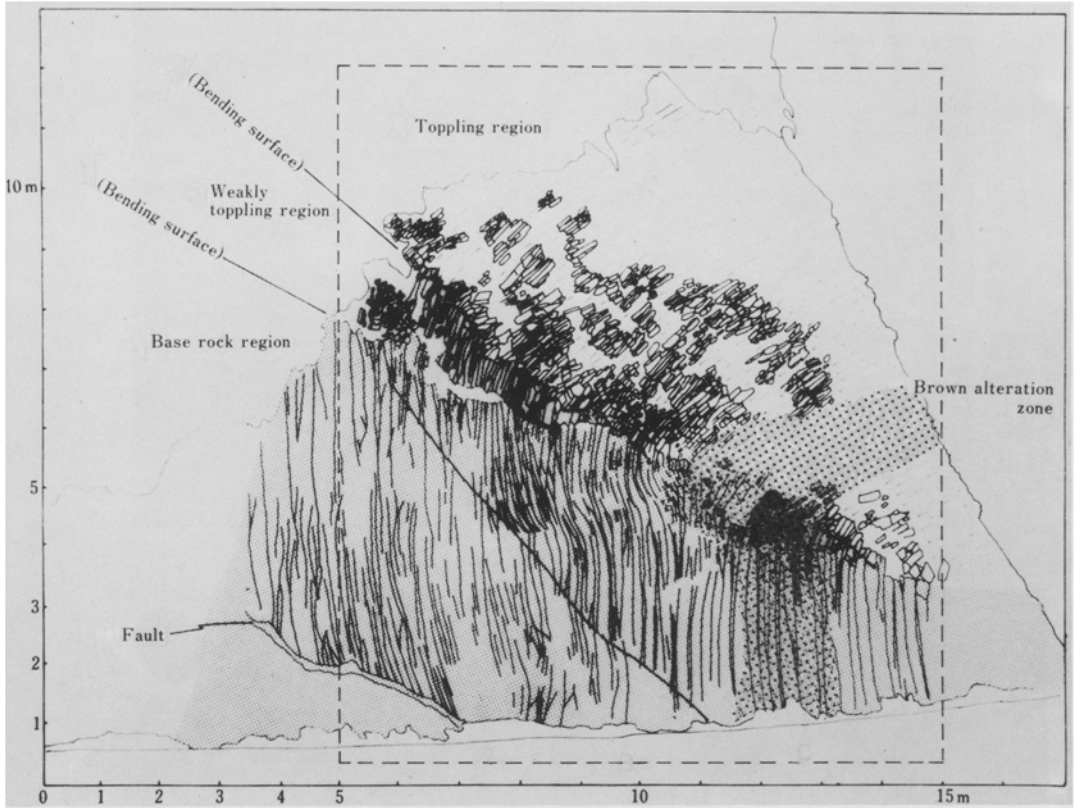 (Bending surface)
Toppling region
(Bending surface)
Weakly
toppling region
10 m
Base rock region
Brown alteration
zone
5
3
Fault
2
1
0
0 1 2 3 4 5 10 15 m